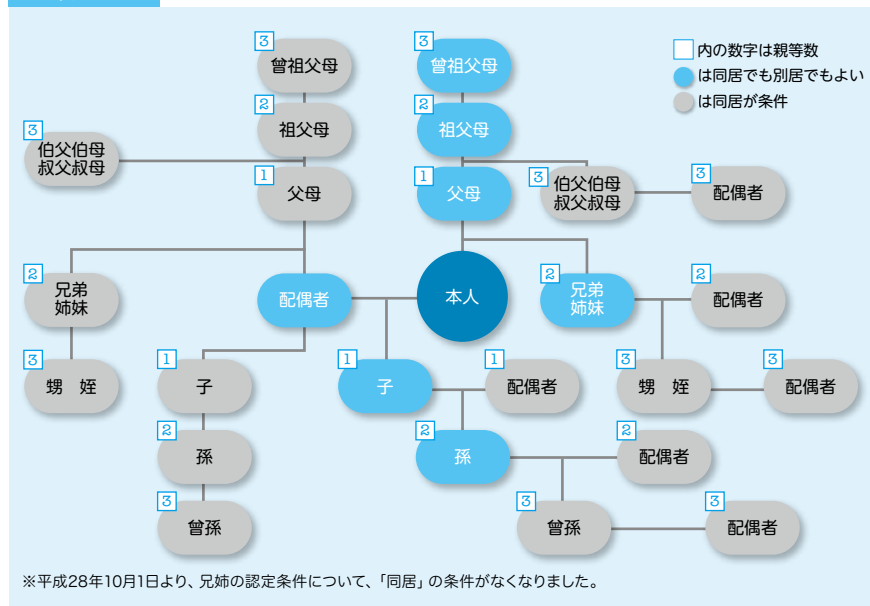 3
曾祖父母
3
曾祖父母
内の数字は親等数
は同居でも別居でもよい
は同居が条件
2
祖父母
2
祖父母
3
伯父伯母
叔父叔母
1
父母
1
父母
3
伯父伯母
叔父叔母
3
配偶者
2
兄弟
姉妹
配偶者
本人
2
兄弟
姉妹
2
配偶者
3
甥 姪
1
子
1
子
1
配偶者
3
甥 姪
3
配偶者
2
孫
2
孫
2
配偶者
3
曾孫
3
曾孫
3
配偶者
※平成28年10月1日より、兄姉の認定条件について、「同居」の条件がなくなりました。